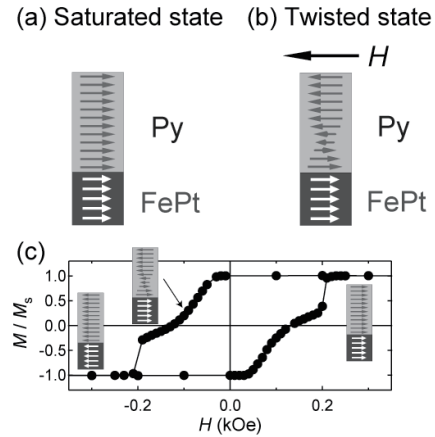 (a) Saturated state
(b) Twisted state
H
Py
Py
FePt
FePt
(c)
M / Mₛ
1.0
0.5
0.0
-0.5
-1.0
-0.2
0.0
0.2
H (kOe)